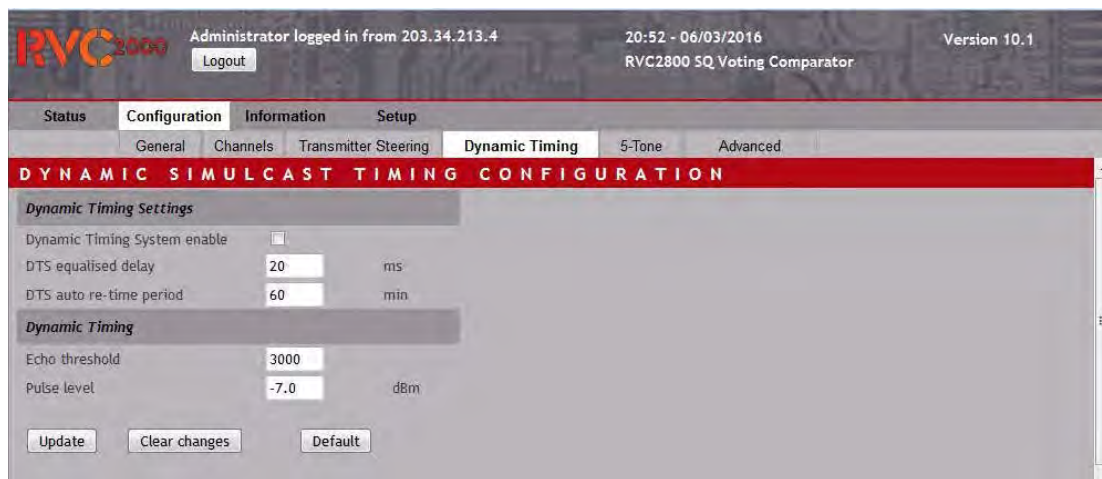 RVC2000 Administrator logged in from 203.34.213.4 20:52 - 06/03/2016 Version 10.1
Logout RVC2800 SQ Voting Comparator
Status Configuration Information Setup
General Channels Transmitter Steering Dynamic Timing 5-Tone Advanced
DYNAMIC SIMULCAST TIMING CONFIGURATION
Dynamic Timing Settings
Dynamic Timing System enable
DTS equalised delay 20 ms
DTS auto re-time period 60 min
Dynamic Timing
Echo threshold 3000
Pulse level -7.0 dBm
Update Clear changes Default